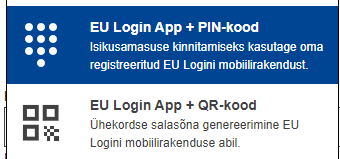 EU Login App + PIN-kood
Isikusamasuse kinnitamiseks kasutage oma
registreeritud EU Logini mobiilirakendust.
EU Login App + QR-kood
Ühekordse salasõna genereerimine EU
Logini mobiilirakenduse abil.